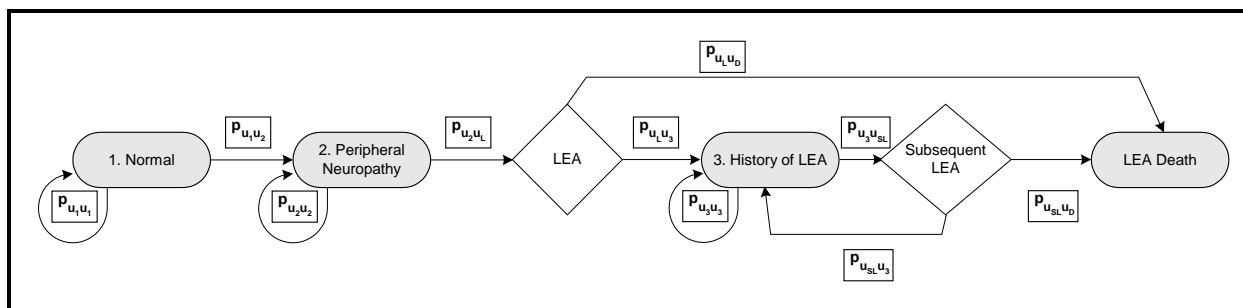 p_{u_L u_D}
p_{u_1 u_2}
p_{u_2 u_L}
p_{u_L u_3}
p_{u_3 u_{SL}}
1. Normal
2. Peripheral
Neuropathy
LEA
3. History of LEA
Subsequent
LEA
LEA Death
p_{u_1 u_1}
p_{u_2 u_2}
p_{u_3 u_3}
p_{u_{SL} u_D}
p_{u_{SL} u_3}